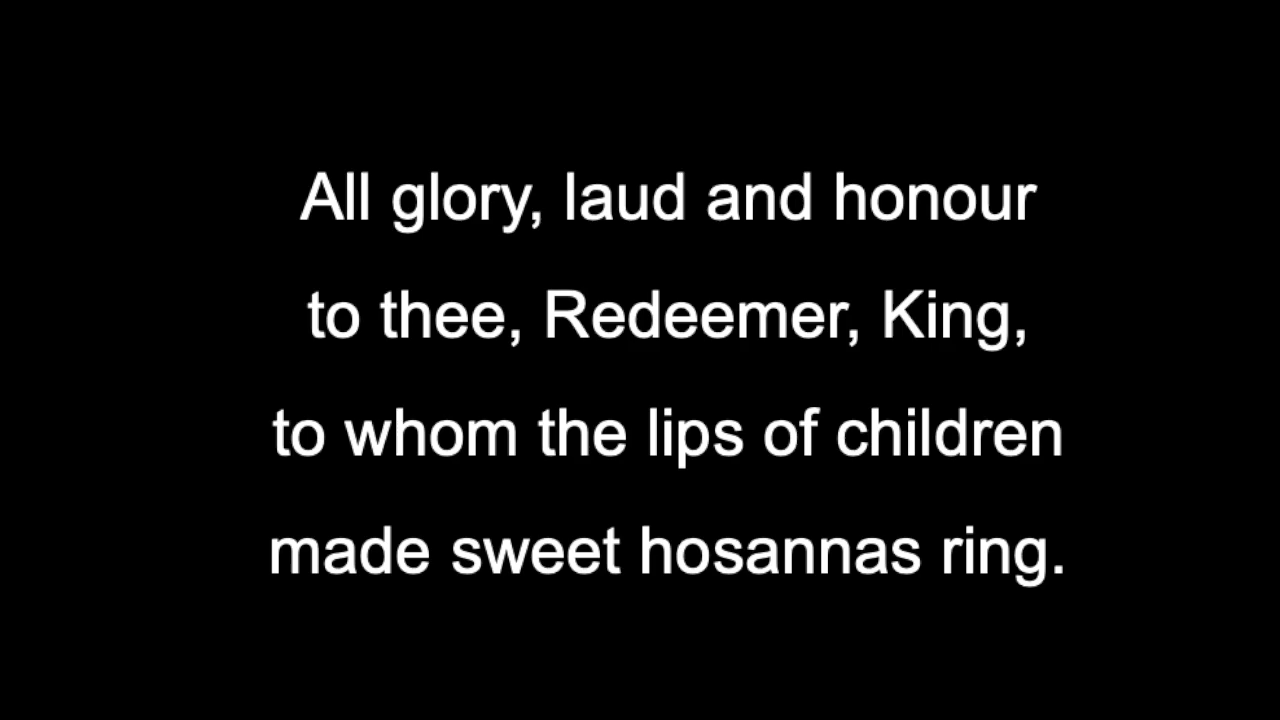 All glory, laud and honour
to thee, Redeemer, King,
to whom the lips of children
made sweet hosannas ring.